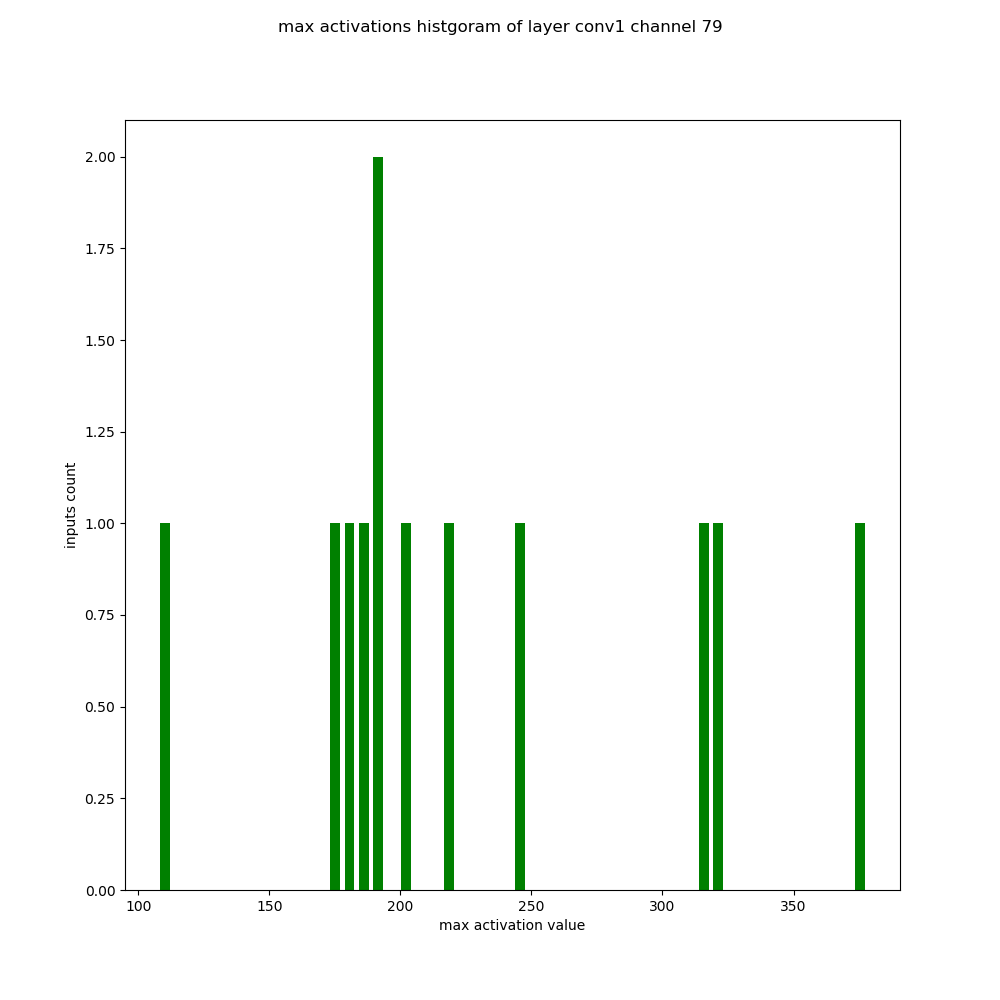 max activations histgoram of layer conv1 channel 79
2.00
1.75
1.50
1.25
1.00
0.75
0.50
0.25
0.00
inputs count
100 150 200 250 300 350
max activation value